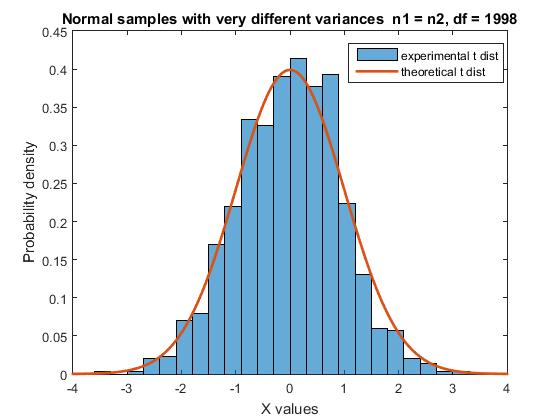 Normal samples with very different variances  n1 = n2, df = 1998
experimental t dist
theoretical t dist
Probability density
0.45
0.4
0.35
0.3
0.25
0.2
0.15
0.1
0.05
0
-4 -3 -2 -1 0 1 2 3 4
X values